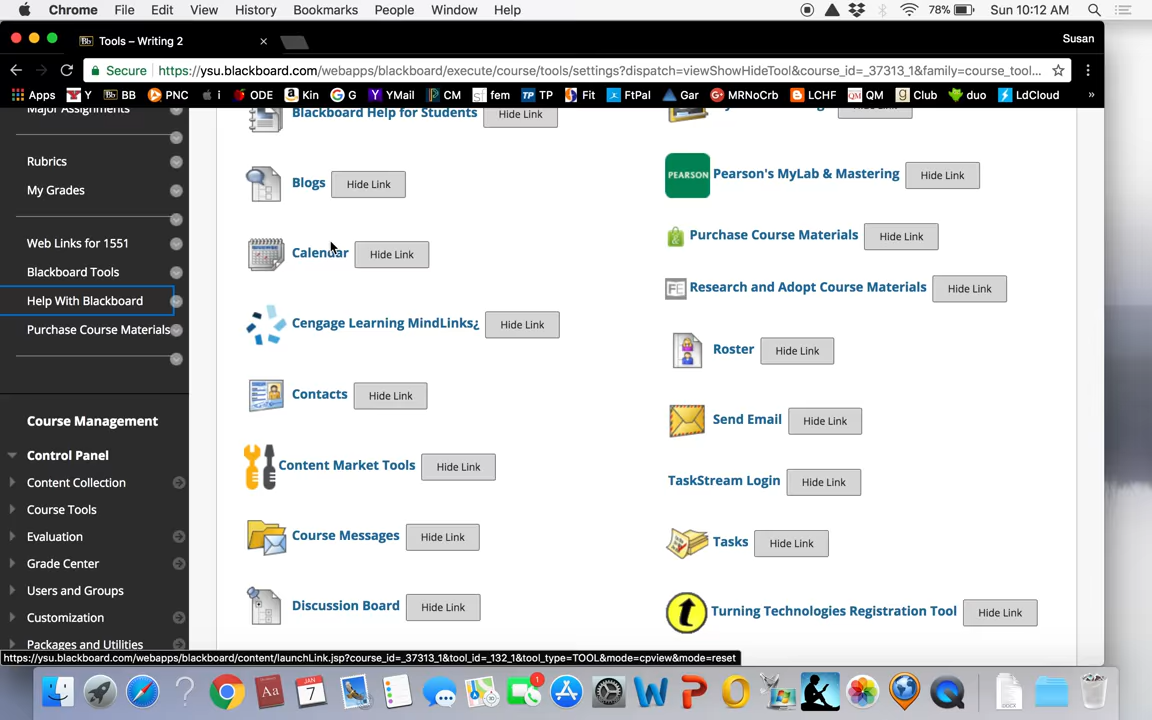 Chrome File Edit View History Bookmarks People Window Help 78% Sun 10:12 AM
Bb Tools – Writing 2 × Susan
Secure https://ysu.blackboard.com/webapps/blackboard/execute/course/tools/settings?dispatch=viewShowHideTool&course_id=_37313_1&family=course_tool...
Apps Y BB PNC i ODE Kin G YMail CM fem TP Fit FtPal Gar MRNoCrb LCHF QM Club duo LdCloud »
Major Assignments
Rubrics
My Grades
Web Links for 1551
Blackboard Tools
Help With Blackboard
Purchase Course Materials
Course Management
Control Panel
Content Collection
Course Tools
Evaluation
Grade Center
Users and Groups
Customization
Packages and Utilities
Blackboard Help for Students Hide Link
Blogs Hide Link
Calendar Hide Link
Cengage Learning MindLinks¿ Hide Link
Contacts Hide Link
Content Market Tools Hide Link
Course Messages Hide Link
Discussion Board Hide Link
PEARSON Pearson's MyLab & Mastering Hide Link
Purchase Course Materials Hide Link
FE Research and Adopt Course Materials Hide Link
Roster Hide Link
Send Email Hide Link
TaskStream Login Hide Link
Tasks Hide Link
Turning Technologies Registration Tool Hide Link
https://ysu.blackboard.com/webapps/blackboard/content/launchLink.jsp?course_id=_37313_1&tool_id=_132_1&tool_type=TOOL&mode=cpview&mode=reset
JAN
7
1